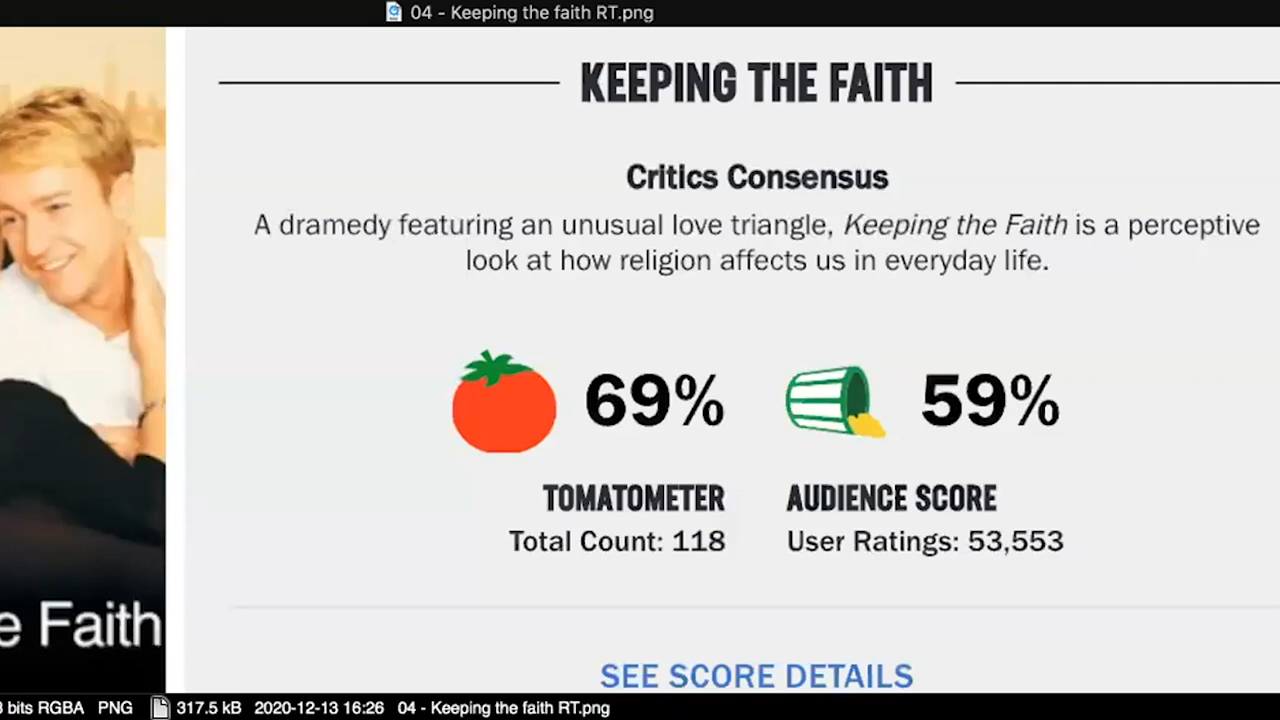 04 - Keeping the faith RT.png
KEEPING THE FAITH
Critics Consensus
A dramedy featuring an unusual love triangle, Keeping the Faith is a perceptive
look at how religion affects us in everyday life.
69% 59%
TOMATOMETER AUDIENCE SCORE
Total Count: 118 User Ratings: 53,553
e Faith
SEE SCORE DETAILS
bits RGBA PNG 317.5 kB 2020-12-13 16:26 04 - Keeping the faith RT.png